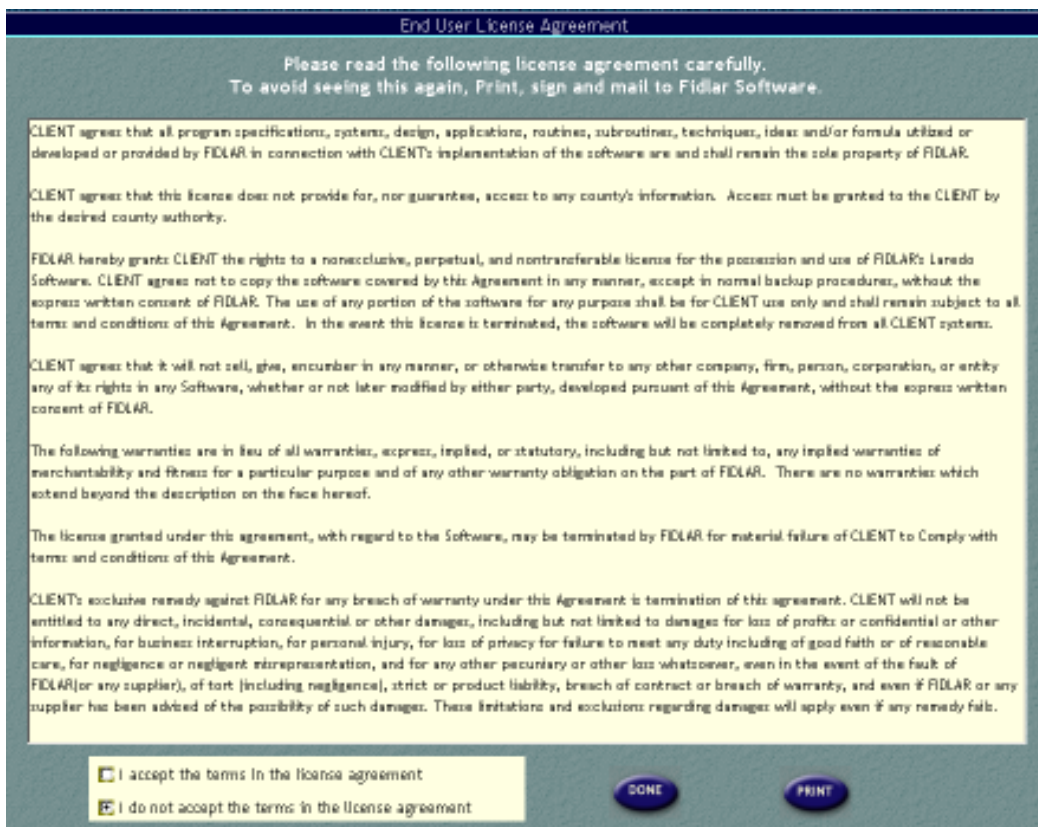 End User License Agreement
Please read the following license agreement carefully.
To avoid seeing this again, Print, sign and mail to Fidlar Software.
CLIENT agrees that all program specifications, systems, design, applications, routines, subroutines, techniques, ideas and/or formula utilized or
developed or provided by FIDLAR in connection with CLIENT's implementation of the software are and shall remain the sole property of FIDLAR.
CLIENT agrees that this license does not provide for, nor guarantee, access to any county's information. Access must be granted to the CLIENT by
the desired county authority.
FIDLAR hereby grants CLIENT the rights to a nonexclusive, perpetual, and nontransferable license for the possession and use of FIDLAR's Laredo
Software. CLIENT agrees not to copy the software covered by this Agreement in any manner, except in normal backup procedures, without the
express written consent of FIDLAR. The use of any portion of the software for any purpose shall be for CLIENT use only and shall remain subject to all
terms and conditions of this Agreement. In the event this license is terminated, the software will be completely removed from all CLIENT systems.
CLIENT agrees that it will not sell, give, encumber in any manner, or otherwise transfer to any other company, firm, person, corporation, or entity
any of its rights in any Software, whether or not later modified by either party, developed pursuant of this Agreement, without the express written
consent of FIDLAR.
The following warranties are in lieu of all warranties, express, implied, or statutory, including but not limited to, any implied warranties of
merchantability and fitness for a particular purpose and of any other warranty obligation on the part of FIDLAR. There are no warranties which
extend beyond the description on the face hereof.
The license granted under this agreement, with regard to the Software, may be terminated by FIDLAR for material failure of CLIENT to Comply with
terms and conditions of this Agreement.
CLIENT's exclusive remedy against FIDLAR for any breach of warranty under this Agreement is termination of this agreement. CLIENT will not be
entitled to any direct, incidental, consequential or other damages, including but not limited to damages for loss of profits or confidential or other
information, for business interruption, for personal injury, for loss of privacy for failure to meet any duty including of good faith or of reasonable
care, for negligence or negligent misrepresentation, and for any other pecuniary or other loss whatsoever, even in the event of the fault of
FIDLAR(or any supplier), of tort (including negligence), strict or product liability, breach of contract or breach of warranty, and even if FIDLAR or any
supplier has been advised of the possibility of such damages. These limitations and exclusions regarding damages will apply even if any remedy fails.
I accept the terms in the license agreement
I do not accept the terms in the license agreement
DONE
PRINT